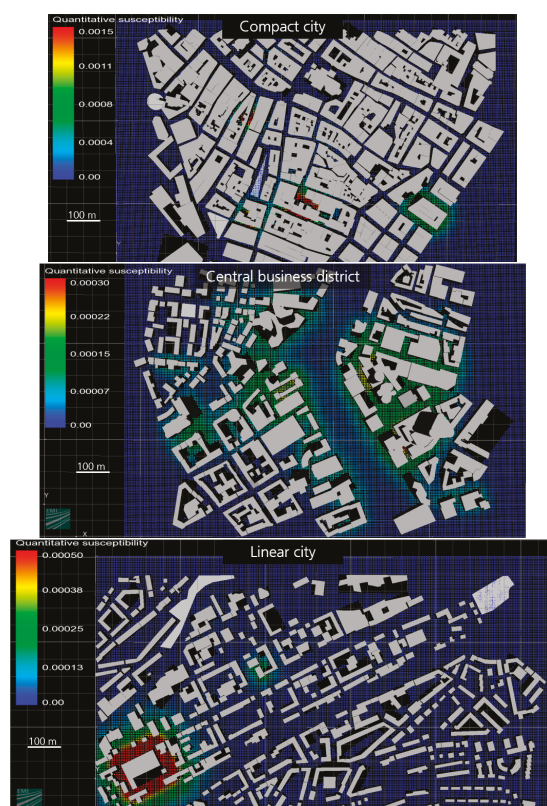 Quantitative susceptibility
Compact city
0.0015
0.0011
0.0008
0.0004
0.00
100 m
Quantitative susceptibility
Central business district
0.00030
0.00022
0.00015
0.00007
0.00
100 m
Y
X
Quantitative susceptibility
Linear city
0.00050
0.00038
0.00025
0.00013
0.00
100 m